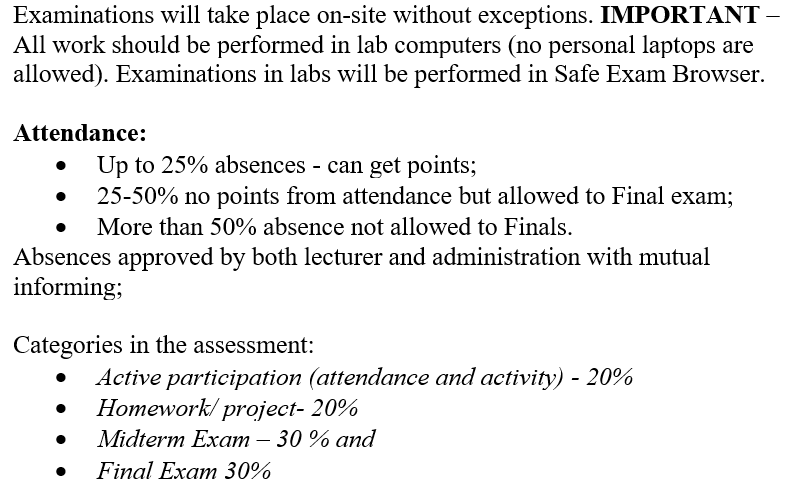 Examinations will take place on-site without exceptions. IMPORTANT –
All work should be performed in lab computers (no personal laptops are
allowed). Examinations in labs will be performed in Safe Exam Browser.
Attendance:
• Up to 25% absences - can get points;
• 25-50% no points from attendance but allowed to Final exam;
• More than 50% absence not allowed to Finals.
Absences approved by both lecturer and administration with mutual
informing;
Categories in the assessment:
• Active participation (attendance and activity) - 20%
• Homework/ project- 20%
• Midterm Exam – 30 % and
• Final Exam 30%